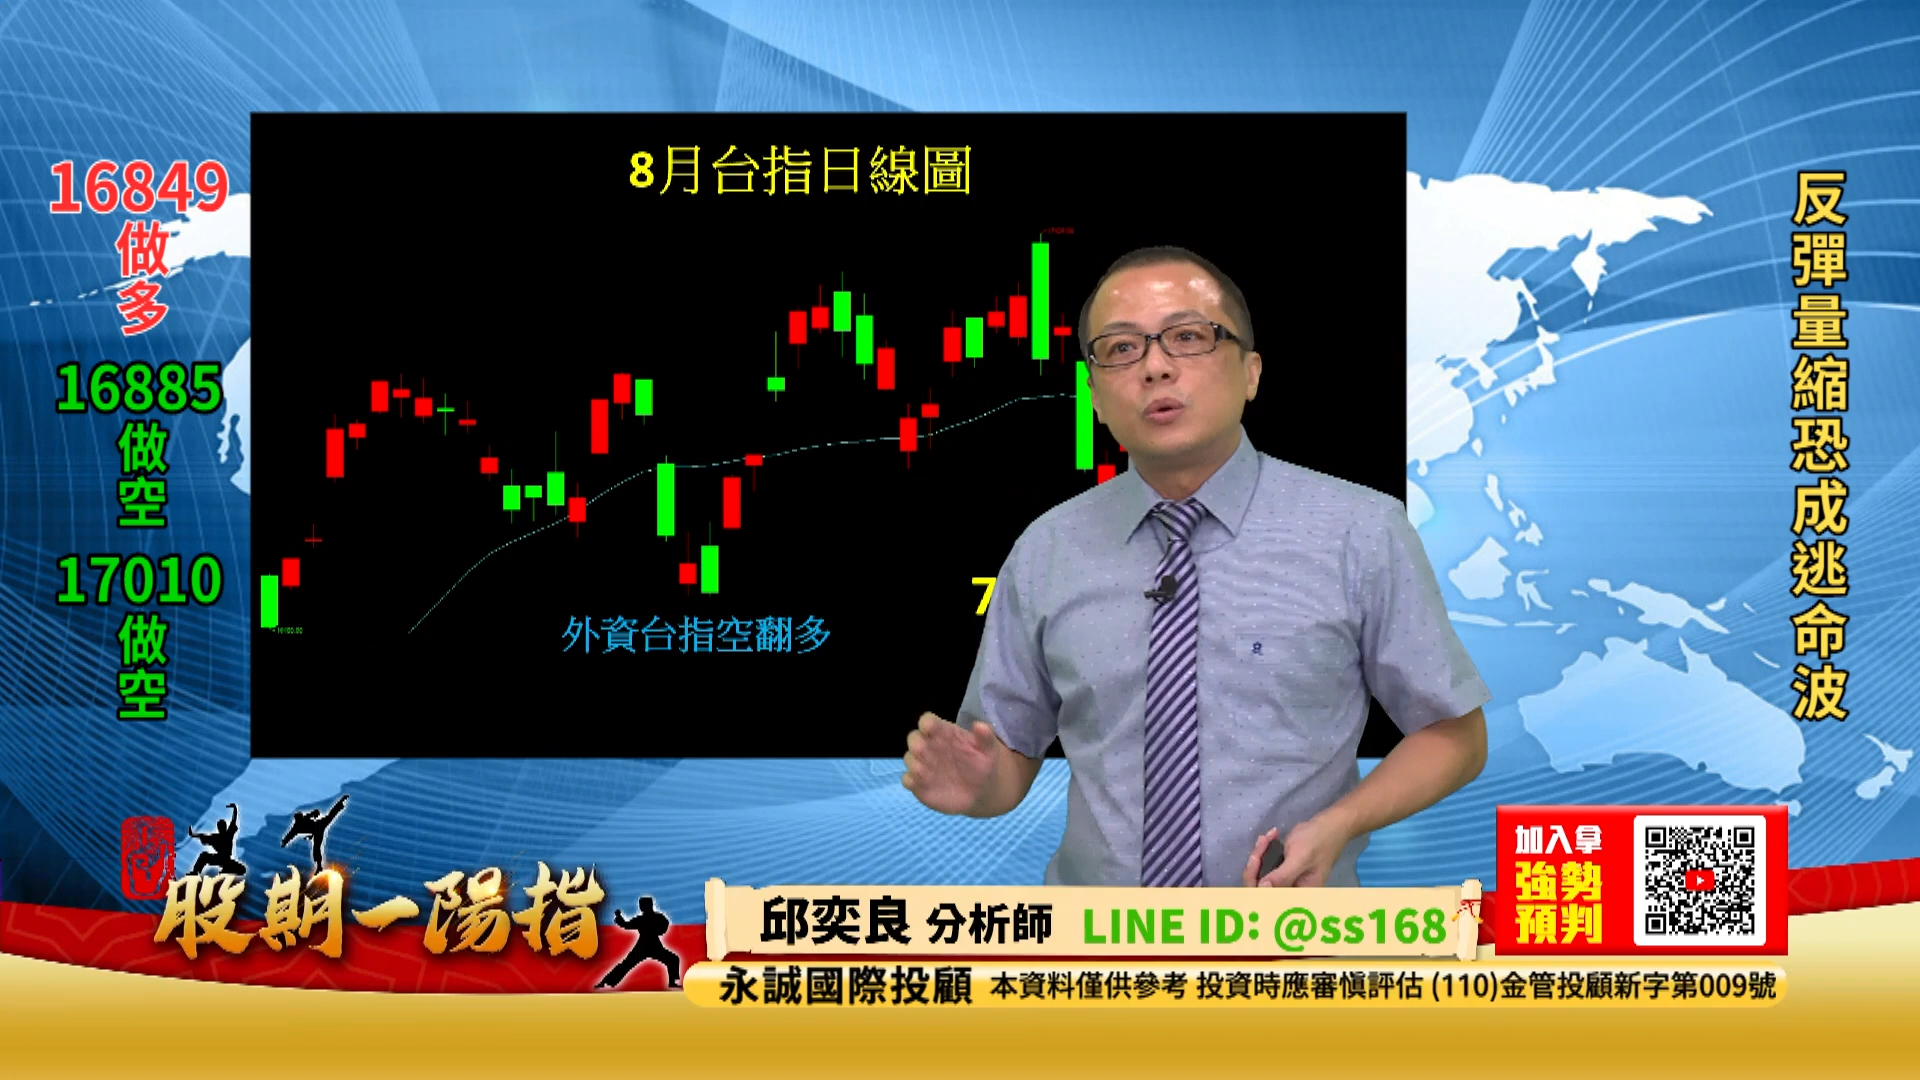 8月台指日線圖
16849
做多
16885
做空
17010
做空
反彈量縮恐成逃命波
外資台指空翻多
7
股期一陽指
邱奕良 分析師 LINE ID: @ss168
永誠國際投顧 本資料僅供參考 投資時應審慎評估 (110)金管投顧新字第009號
加入拿
強勢
預判